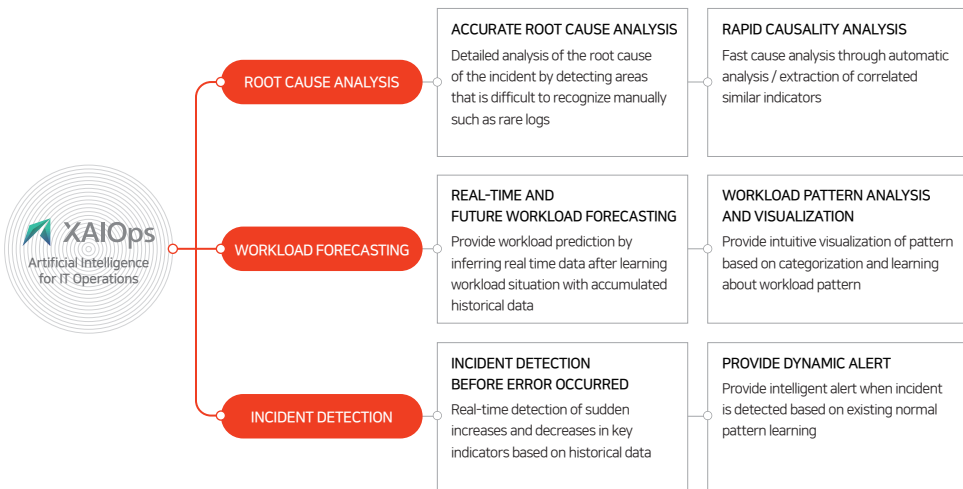 XAIOps
Artificial Intelligence
for IT Operations
ROOT CAUSE ANALYSIS
ACCURATE ROOT CAUSE ANALYSIS
Detailed analysis of the root cause
of the incident by detecting areas
that is difficult to recognize manually
such as rare logs
RAPID CAUSALITY ANALYSIS
Fast cause analysis through automatic
analysis / extraction of correlated
similar indicators
WORKLOAD FORECASTING
REAL-TIME AND
FUTURE WORKLOAD FORECASTING
Provide workload prediction by
inferring real time data after learning
workload situation with accumulated
historical data
WORKLOAD PATTERN ANALYSIS
AND VISUALIZATION
Provide intuitive visualization of pattern
based on categorization and learning
about workload pattern
INCIDENT DETECTION
INCIDENT DETECTION
BEFORE ERROR OCCURRED
Real-time detection of sudden
increases and decreases in key
indicators based on historical data
PROVIDE DYNAMIC ALERT
Provide intelligent alert when incident
is detected based on existing normal
pattern learning